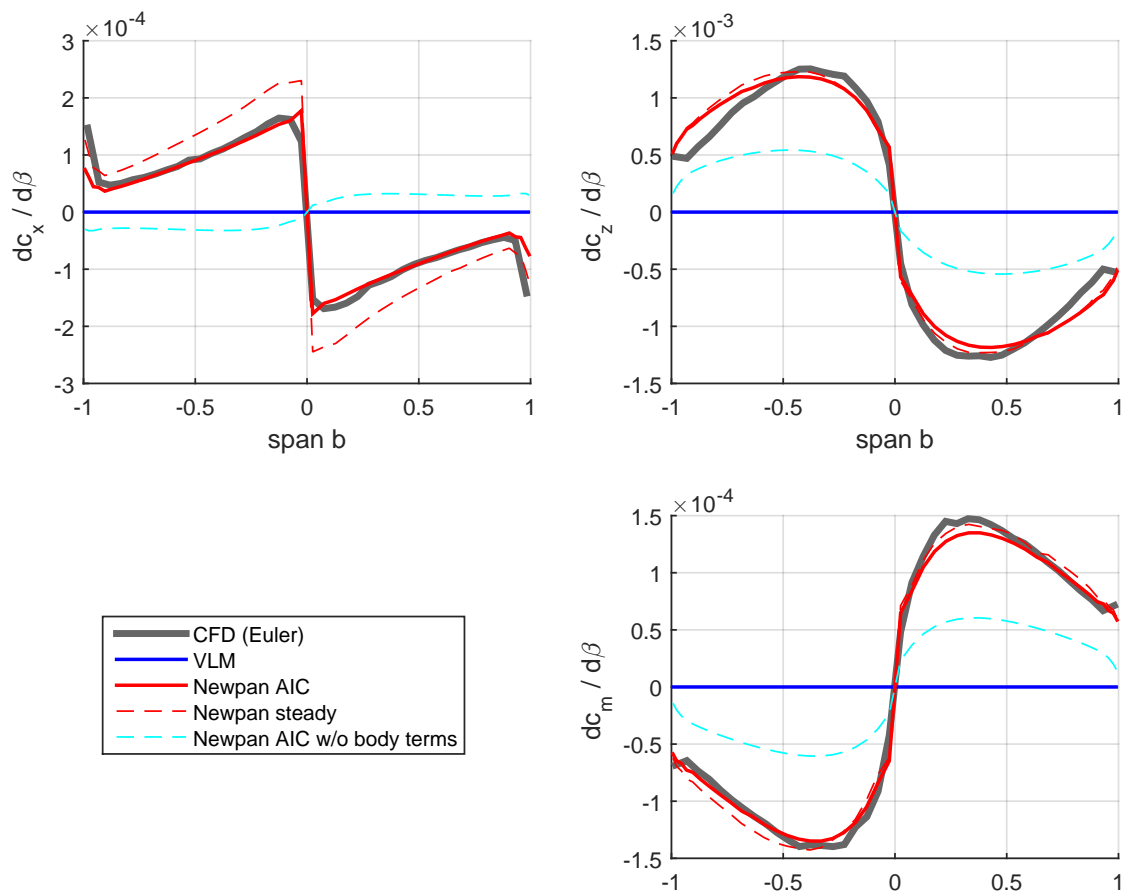 ×10⁻⁴
3
2
1
0
-1
-2
-3
dcₓ / dβ
-1 -0.5 0 0.5 1
span b
×10⁻³
1.5
1
0.5
0
-0.5
-1
-1.5
dc_z / dβ
-1 -0.5 0 0.5 1
span b
CFD (Euler)
VLM
Newpan AIC
Newpan steady
Newpan AIC w/o body terms
×10⁻⁴
1.5
1
0.5
0
-0.5
-1
-1.5
dc_m / dβ
-1 -0.5 0 0.5 1